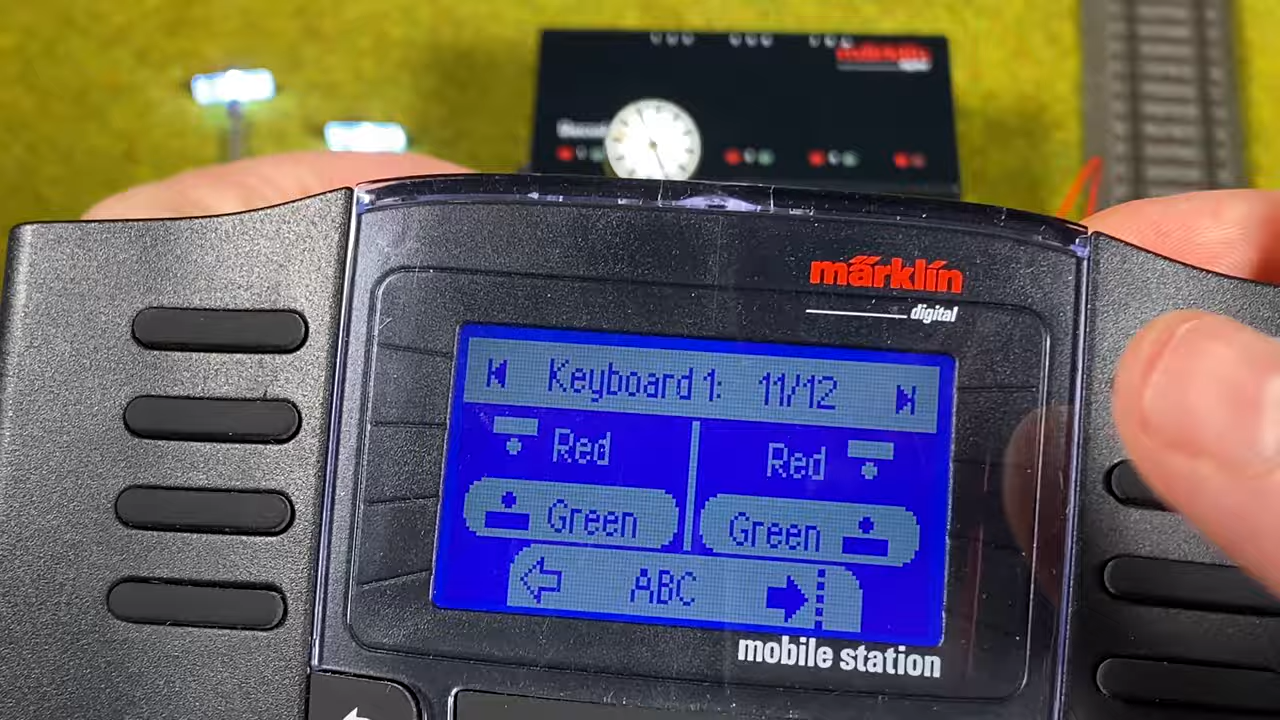 märklin
märklin
digital
Keyboard 1: 11/12
Red Red
Green Green
ABC
mobile station